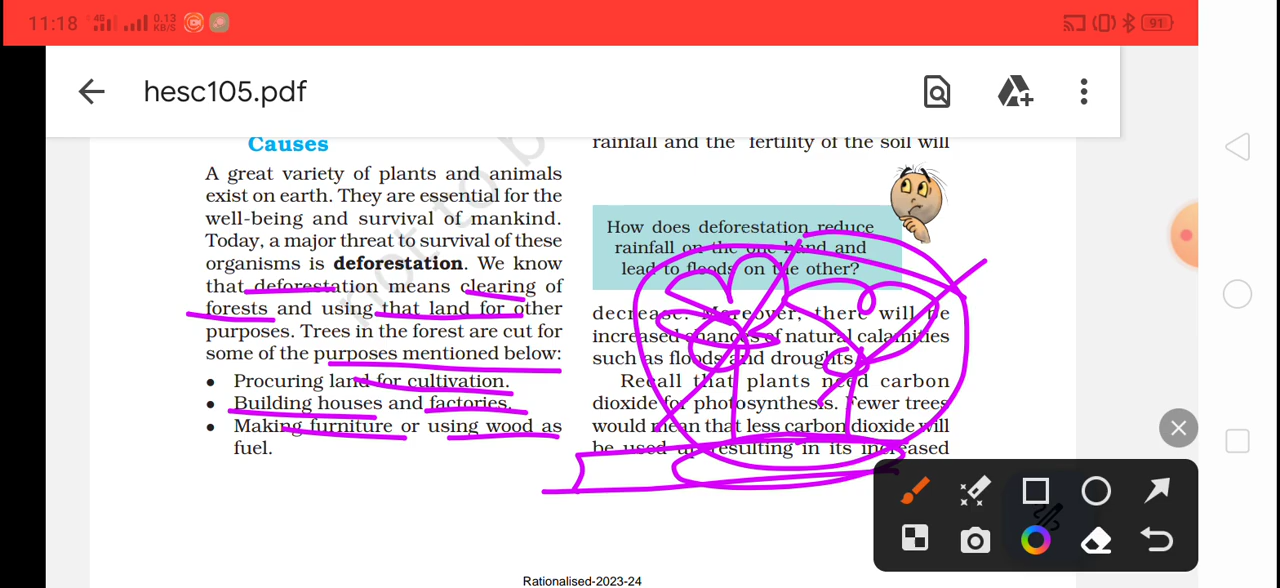 11:18 4G 0.13 KB/S 91
hesc105.pdf
Causes
A great variety of plants and animals
exist on earth. They are essential for the
well-being and survival of mankind.
Today, a major threat to survival of these
organisms is deforestation. We know
that deforestation means clearing of
forests and using that land for other
purposes. Trees in the forest are cut for
some of the purposes mentioned below:
• Procuring land for cultivation.
• Building houses and factories.
• Making furniture or using wood as
fuel.
rainfall and the fertility of the soil will
How does deforestation reduce
rainfall on the one hand and
lead to floods on the other?
decrease. Moreover, there will be
increased chances of natural calamities
such as floods and droughts.
Recall that plants need carbon
dioxide for photosynthesis. Fewer trees
would mean that less carbon dioxide will
be used up resulting in its increased
not to b
Rationalised-2023-24